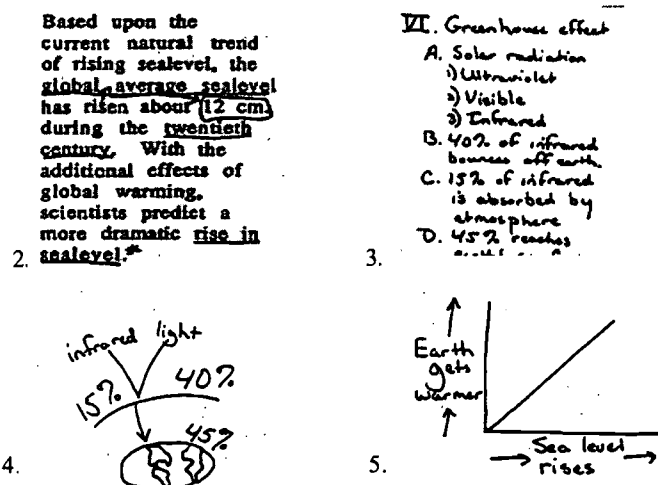 Based upon the
current natural trend
of rising sealevel, the
global average sealevel
has risen about 12 cm
during the twentieth
century. With the
additional effects of
global warming,
scientists predict a
more dramatic rise in
2. sealevel.*
VI. Greenhouse effect
A. Solar radiation
1) Ultraviolet
2) Visible
3) Infrared
B. 40% of infrared
bounces off earth.
C. 15% of infrared
is absorbed by
atmosphere
3. D. 45% reaches
infrared light
15% 40%
45%
4.
Earth
gets
warmer
Sea level
rises
5.